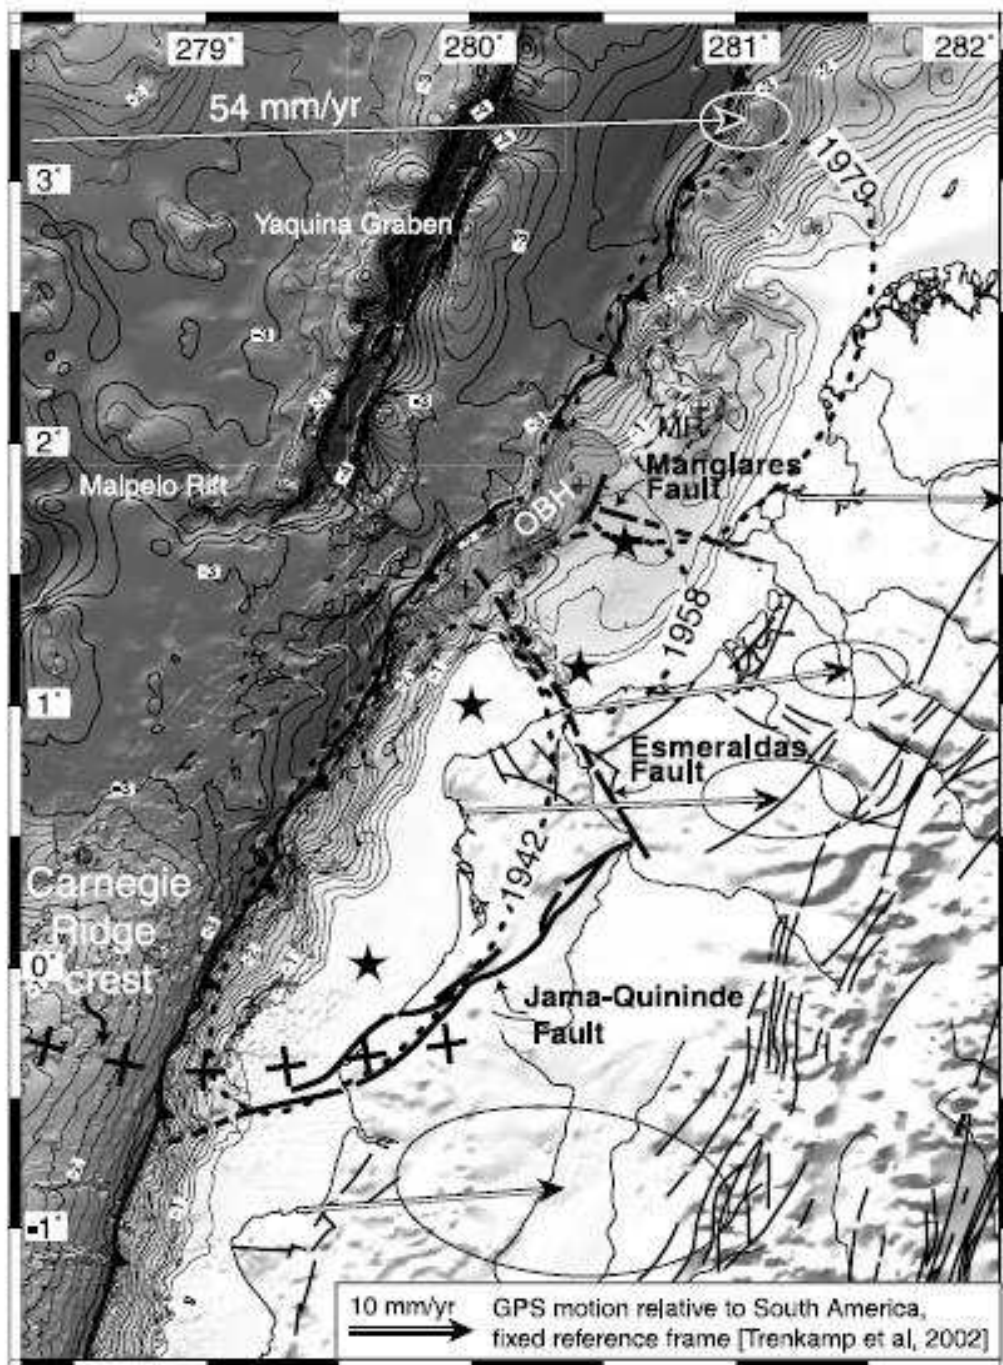 279°
280°
281°
282°
54 mm/yr
1979
3°
Yaquina Graben
2°
MR
Manglares
Fault
Malpelo Rift
OBH
1958
1°
Esmeraldas
Fault
1942
Carnegie
Ridge
crest
0°
Jama-Quininde
Fault
-1°
10 mm/yr
GPS motion relative to South America,
fixed reference frame [Trenkamp et al, 2002]